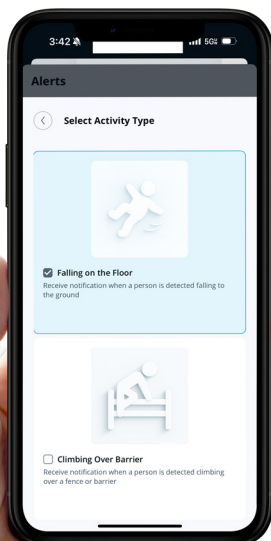 3:42
5G
Alerts
Select Activity Type
Falling on the Floor
Receive notification when a person is detected falling to
the ground
Climbing Over Barrier
Receive notification when a person is detected climbing
over a fence or barrier